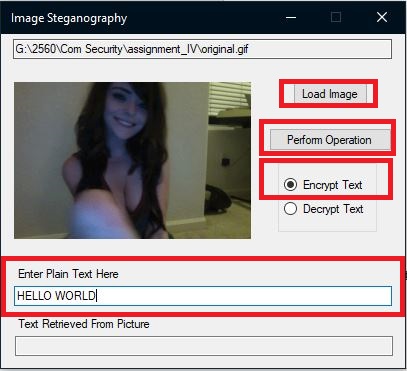 Image Steganography
G:\2560\Com Security\assignment_IV\original.gif
Load Image
Perform Operation
Encrypt Text
Decrypt Text
Enter Plain Text Here
HELLO WORLD
Text Retrieved From Picture